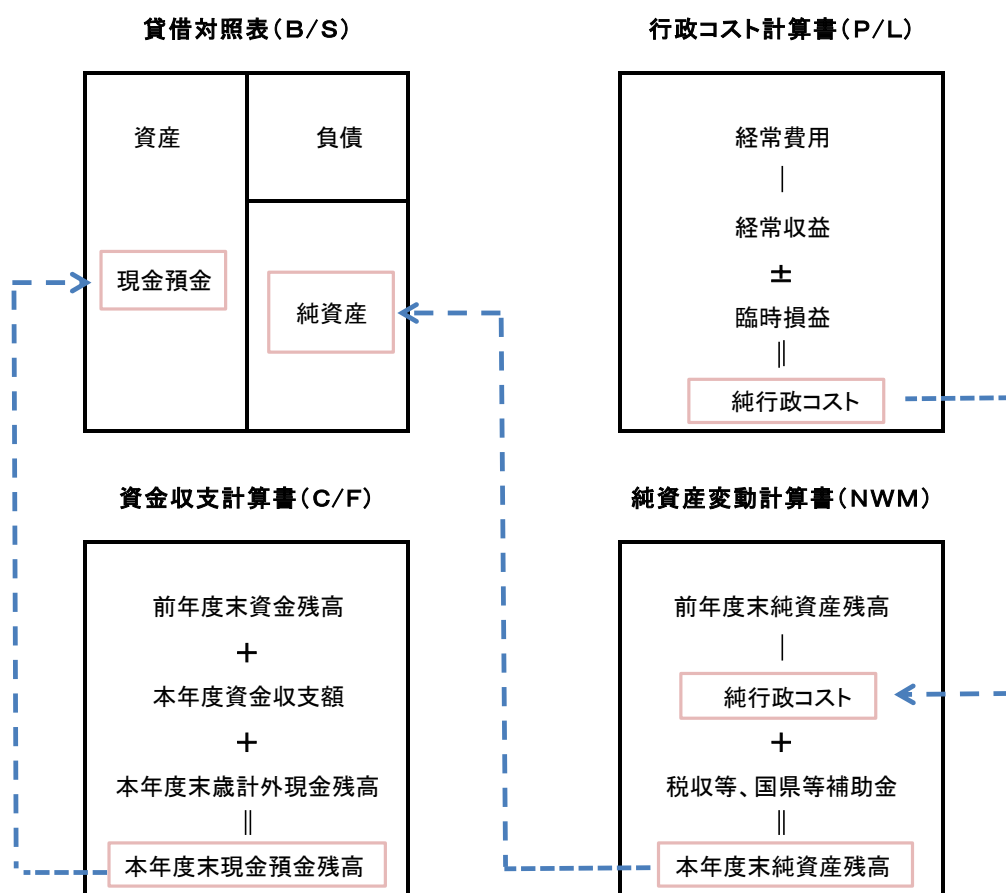 貸借対照表(B/S)
資産
負債
現金預金
純資産
行政コスト計算書(P/L)
経常費用
|
経常収益
±
臨時損益
||
純行政コスト
資金収支計算書(C/F)
前年度末資金残高
+
本年度資金収支額
+
本年度末歳計外現金残高
||
本年度末現金預金残高
純資産変動計算書(NWM)
前年度末純資産残高
|
純行政コスト
+
税収等、国県等補助金
||
本年度末純資産残高